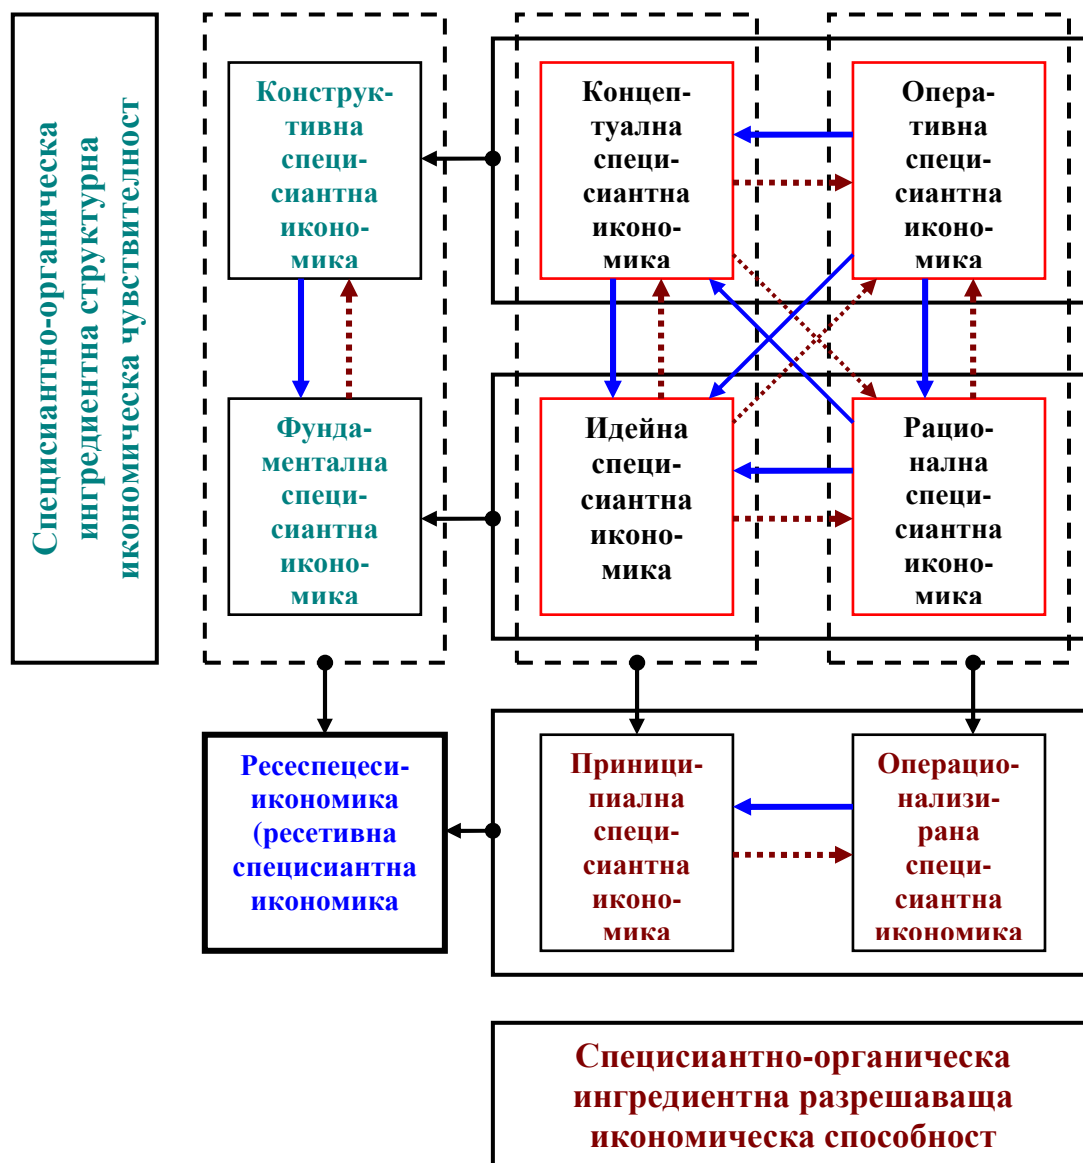 Специсиантно-органическа
ингредиентна структурна
икономическа чувствителност
Конструк-
тивна
специ-
сиантна
иконо-
мика
Концеп-
туална
специ-
сиантна
иконо-
мика
Опера-
тивна
специ-
сиантна
иконо-
мика
Фунда-
ментална
специ-
сиантна
иконо-
мика
Идейна
специ-
сиантна
иконо-
мика
Рацио-
нална
специ-
сиантна
иконо-
мика
Ресеспецеси-
икономика
(ресетивна
специсиантна
икономика
Приници-
пиална
специ-
сиантна
иконо-
мика
Операцио-
нализи-
рана
специ-
сиантна
икономика
Специсиантно-органическа
ингредиентна разрешаваща
икономическа способност